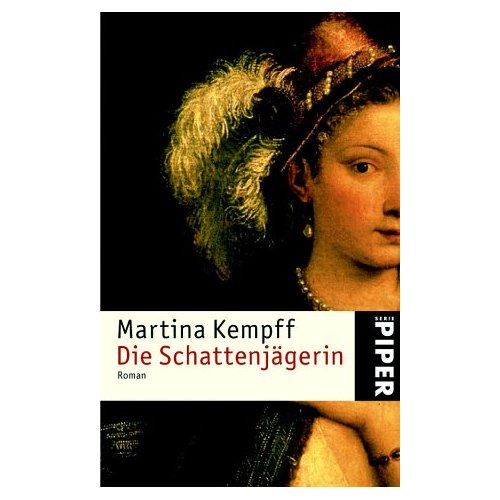 Martina Kempff
Die Schattenjägerin
Roman
SERIE
PIPER